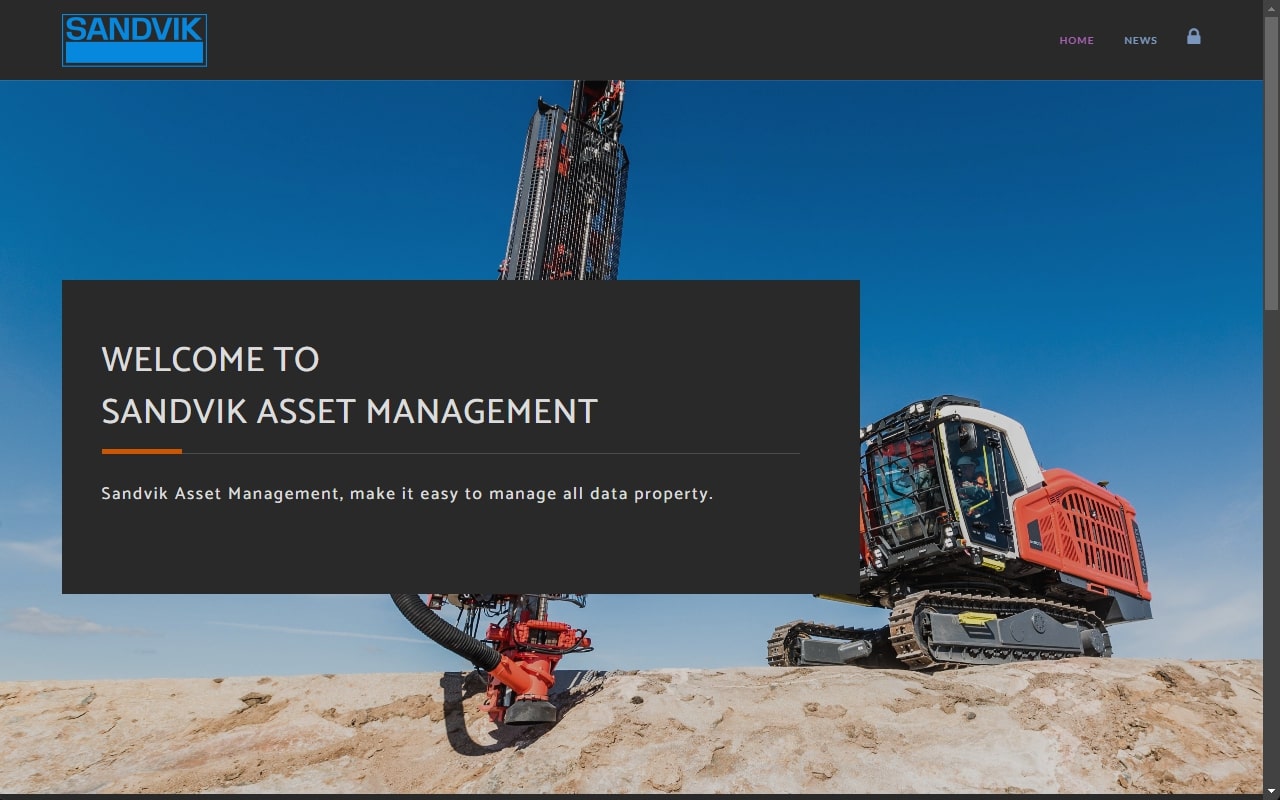 SANDVIK
HOME
NEWS
WELCOME TO
SANDVIK ASSET MANAGEMENT
Sandvik Asset Management, make it easy to manage all data property.